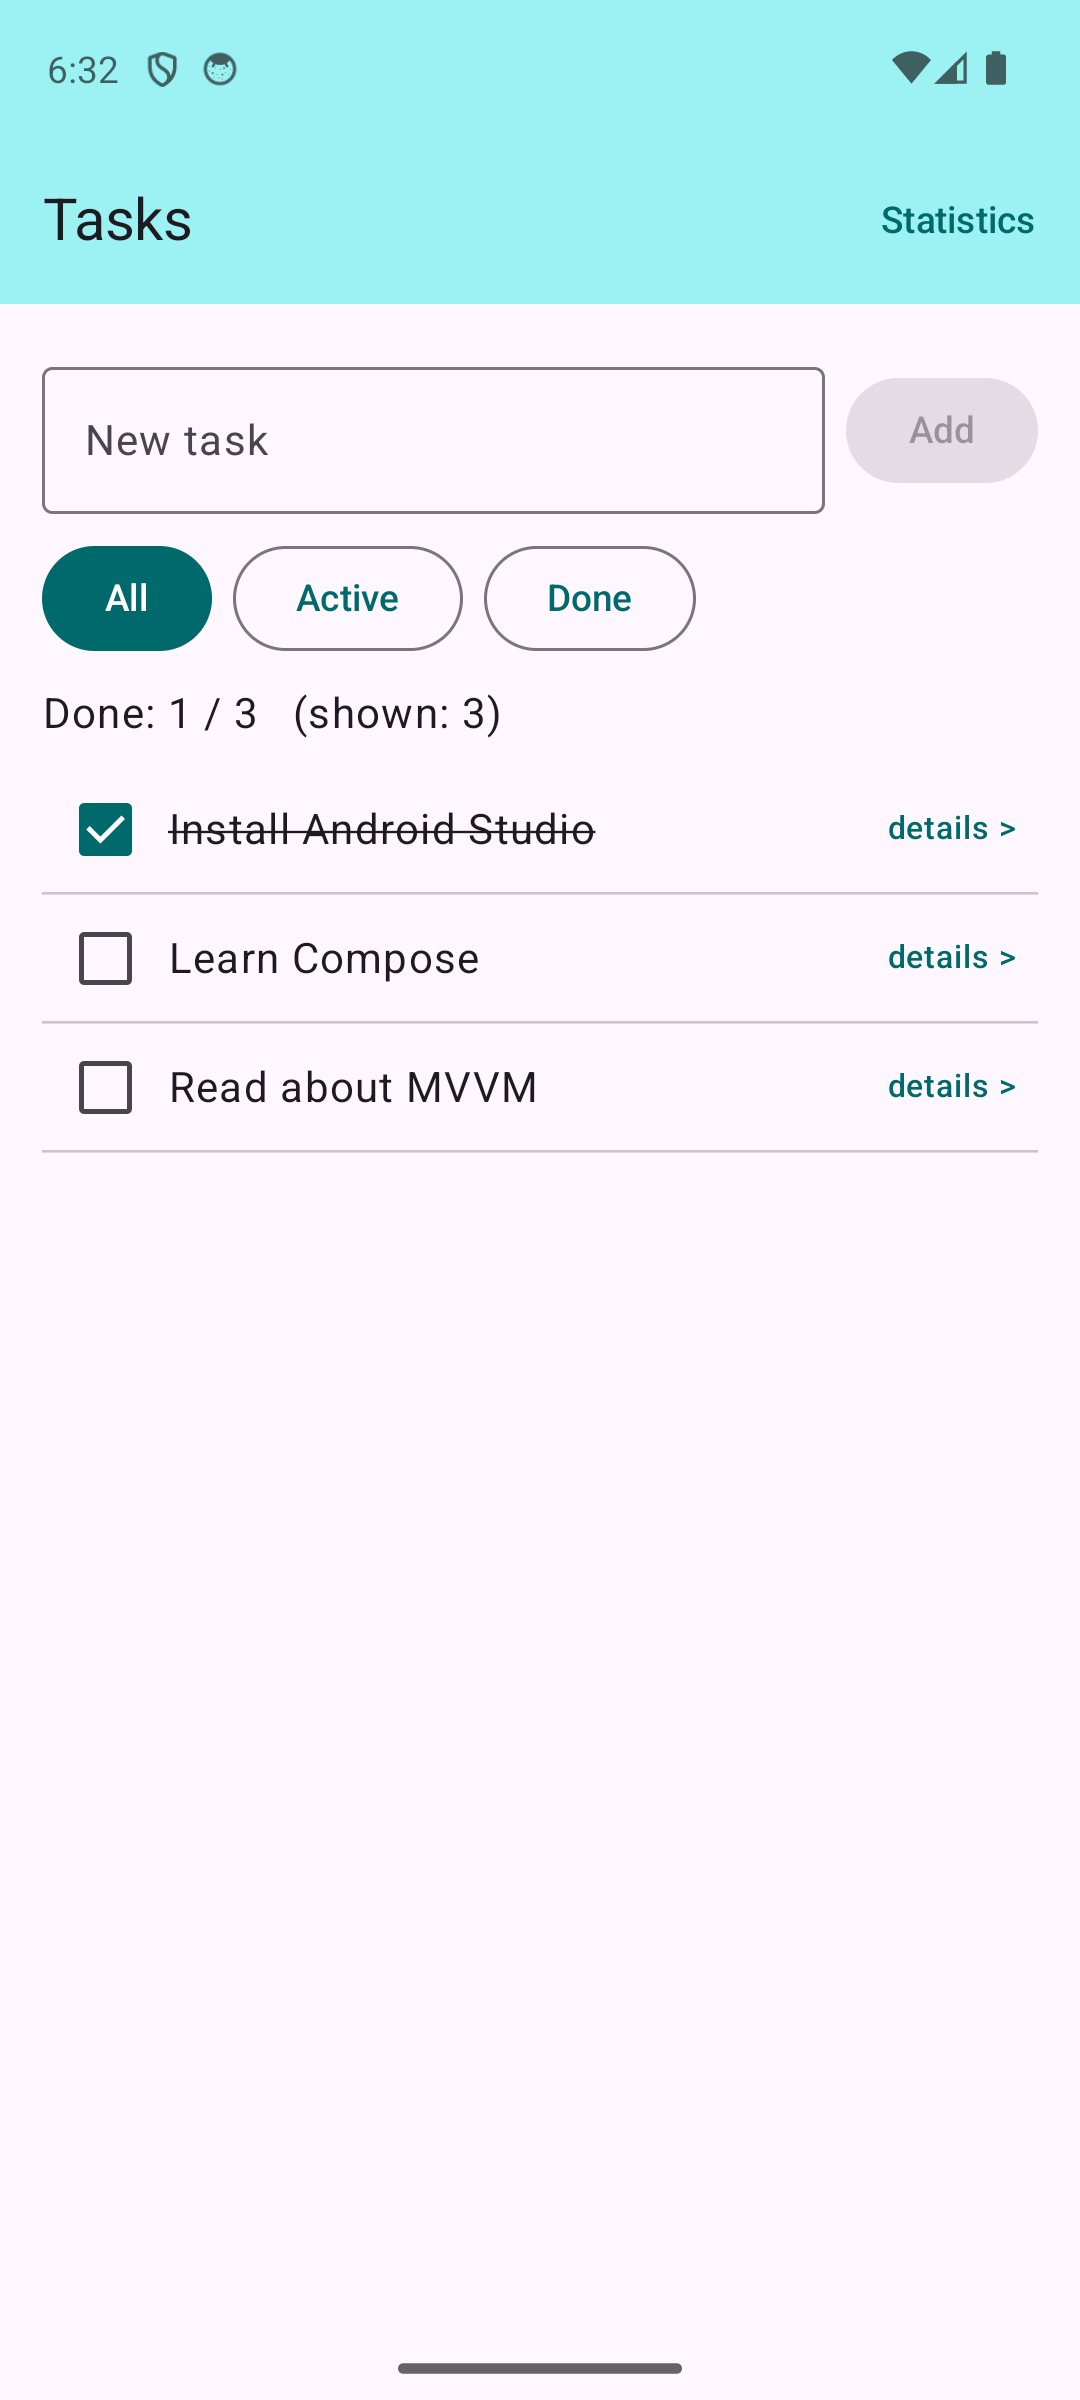 6:32
Tasks Statistics
New task Add
All Active Done
Done: 1 / 3 (shown: 3)
Install Android Studio details >
Learn Compose details >
Read about MVVM details >